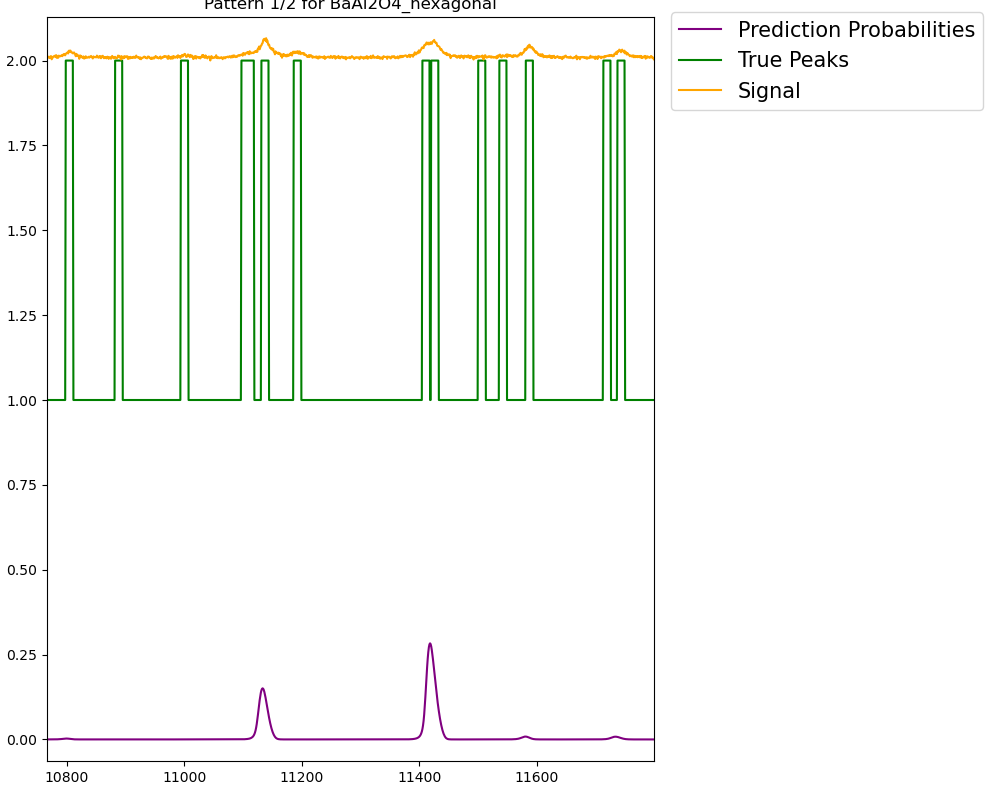 Pattern 1/2 for BaAl2O4_hexagonal
Prediction Probabilities
True Peaks
Signal
2.00
1.75
1.50
1.25
1.00
0.75
0.50
0.25
0.00
10800 11000 11200 11400 11600